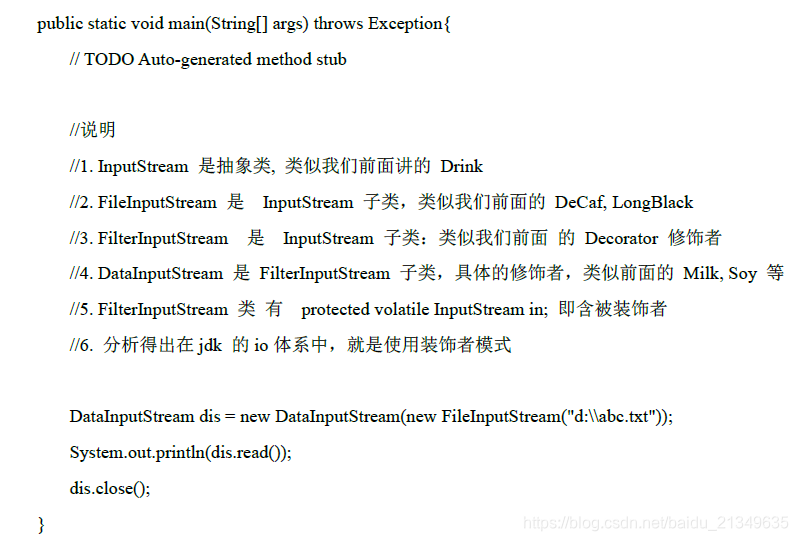 public static void main(String[] args) throws Exception{
// TODO Auto-generated method stub
//说明
//1. InputStream 是抽象类, 类似我们前面讲的 Drink
//2. FileInputStream 是 InputStream 子类，类似我们前面的 DeCaf, LongBlack
//3. FilterInputStream 是 InputStream 子类：类似我们前面 的 Decorator 修饰者
//4. DataInputStream 是 FilterInputStream 子类，具体的修饰者，类似前面的 Milk, Soy 等
//5. FilterInputStream 类 有 protected volatile InputStream in; 即含被装饰者
//6. 分析得出在 jdk 的 io 体系中，就是使用装饰者模式
DataInputStream dis = new DataInputStream(new FileInputStream("d:\\abc.txt"));
System.out.println(dis.read());
dis.close();
}
https://blog.csdn.net/baidu_21349635